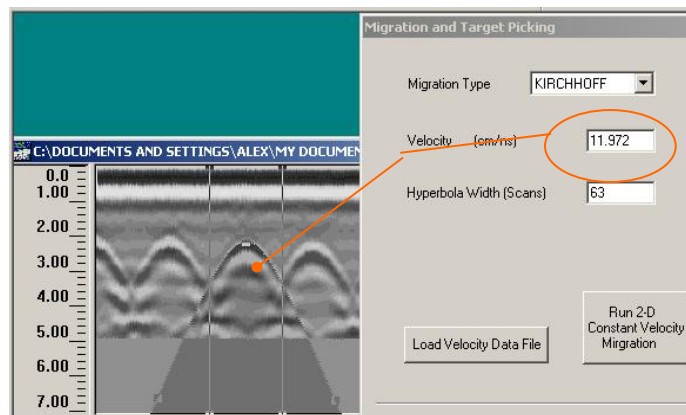 Migration and Target Picking
Migration Type KIRCHHOFF
Velocity (cm/ns) 11.972
Hyperbola Width (Scans) 63
Load Velocity Data File
Run 2-D
Constant Velocity
Mirgration
C:\DOCUMENTS AND SETTINGS\ALEX\MY DOCUMEN
0.0
1.00
2.00
3.00
4.00
5.00
6.00
7.00